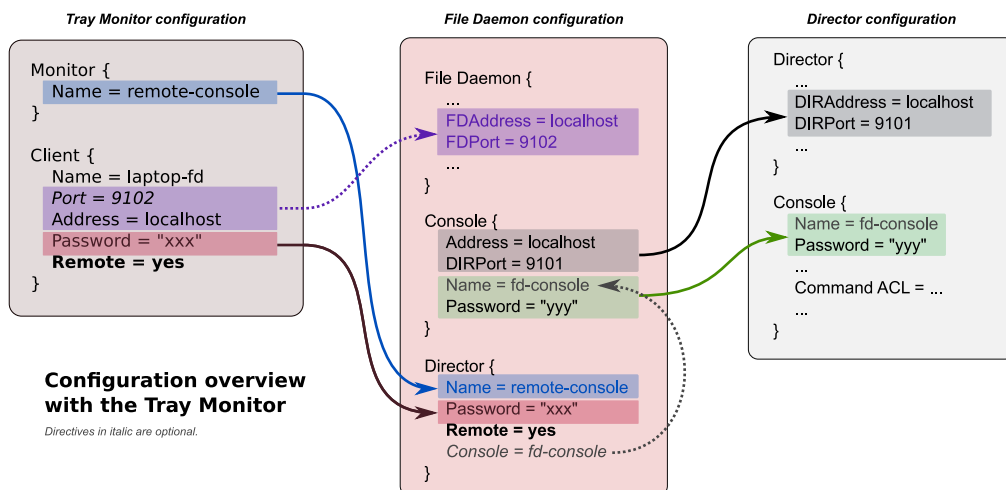 Tray Monitor configuration
Monitor {
Name = remote-console
}
Client {
Name = laptop-fd
Port = 9102
Address = localhost
Password = "xxx"
Remote = yes
}
Configuration overview
with the Tray Monitor
Directives in italic are optional.
File Daemon configuration
File Daemon {
...
FDAddress = localhost
FDPort = 9102
...
}
Console {
Address = localhost
DIRPort = 9101
Name = fd-console
Password = "yyy"
}
Director {
Name = remote-console
Password = "xxx"
Remote = yes
Console = fd-console
}
Director configuration
Director {
...
DIRAddress = localhost
DIRPort = 9101
...
}
Console {
Name = fd-console
Password = "yyy"
...
Command ACL = ...
...
}